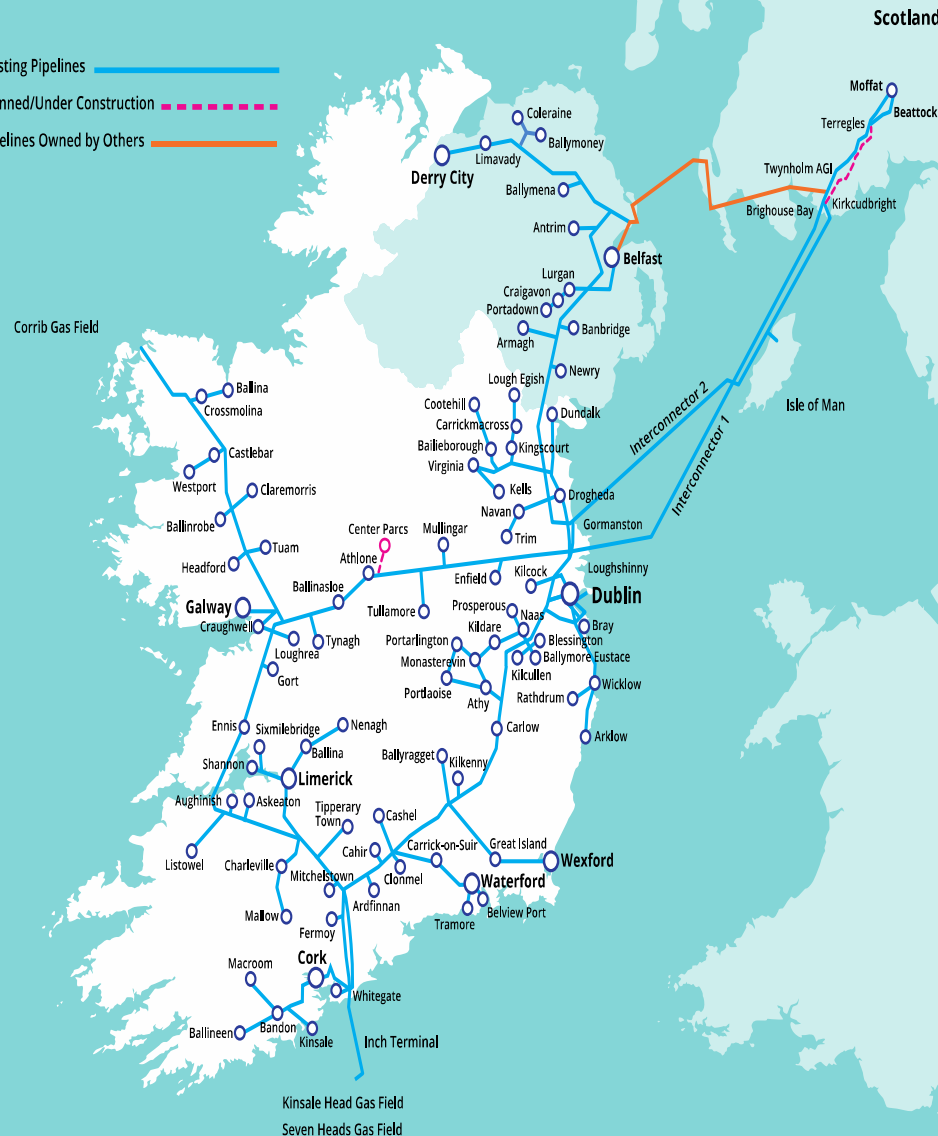 Scotland
sting Pipelines
nned/Under Construction
elines Owned by Others
Moffat
Beattock
Terregles
Twynholm AGI
Brighouse Bay
Kirkcudbright
Coleraine
Ballymoney
Limavady
Derry City
Ballymena
Antrim
Belfast
Lurgan
Craigavon
Portadown
Armagh
Banbridge
Newry
Corrib Gas Field
Ballina
Crossmolina
Lough Egish
Cootehill
Carrickmacross
Dundalk
Bailieborough
Kingscourt
Virginia
Interconnector 2
Isle of Man
Interconnector 1
Castlebar
Westport
Claremorris
Ballinrobe
Kells
Drogheda
Navan
Gormanston
Trim
Center Parcs
Mullingar
Tuam
Headford
Athlone
Ballinasloe
Tullamore
Enfield
Kilcock
Loughshinny
Dublin
Galway
Craughwell
Loughrea
Tynagh
Gort
Prosperous
Naas
Kildare
Bray
Portarlington
Blessington
Monasterevin
Ballymore Eustace
Kilcullen
Portlaoise
Athy
Rathdrum
Wicklow
Arklow
Carlow
Ennis
Sixmilebridge
Nenagh
Ballina
Shannon
Limerick
Ballyragget
Kilkenny
Aughinish
Askeaton
Tipperary
Town
Cashel
Listowel
Charleville
Cahir
Carrick-on-Suir
Great Island
Wexford
Mitchelstown
Clonmel
Ardfinnan
Waterford
Belview Port
Tramore
Mallow
Fermoy
Cork
Macroom
Whitegate
Bandon
Ballineen
Kinsale
Inch Terminal
Kinsale Head Gas Field
Seven Heads Gas Field